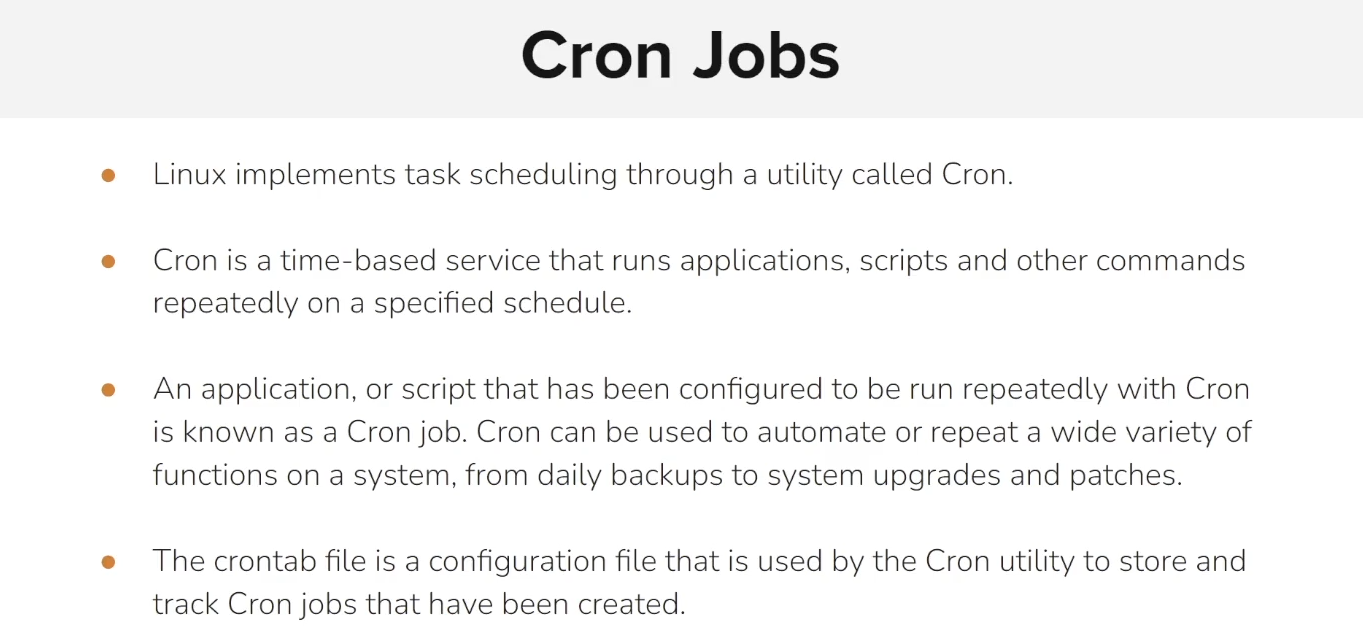 Cron Jobs
Linux implements task scheduling through a utility called Cron.
Cron is a time-based service that runs applications, scripts and other commands
repeatedly on a specified schedule.
An application, or script that has been configured to be run repeatedly with Cron
is known as a Cron job. Cron can be used to automate or repeat a wide variety of
functions on a system, from daily backups to system upgrades and patches.
The crontab file is a configuration file that is used by the Cron utility to store and
track Cron jobs that have been created.